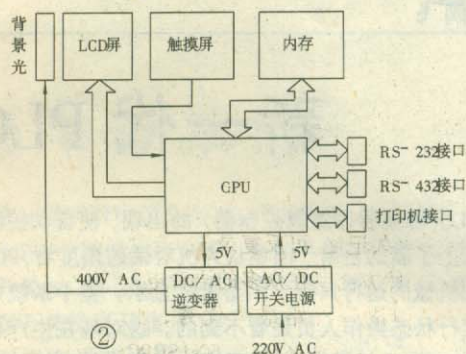 背景光
LCD屏
触摸屏
内存
GPU
RS-232接口
RS-432接口
打印机接口
5V
5V
400V AC
DC/AC
逆变器
AC/DC
开关电源
②
220V AC